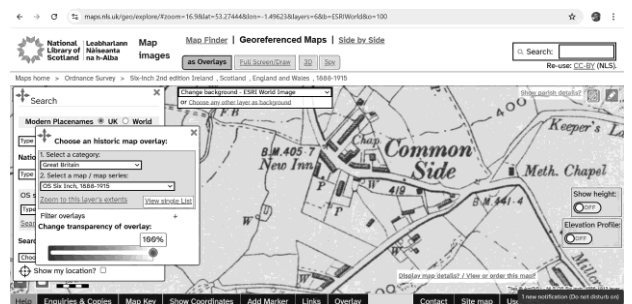 maps.nls.uk/geo/explore/#zoom=16.9&lat=53.27444&lon=-1.49623&layers=6&b=ESRIWorld&o=100
National Library of Scotland
Leabharlann Nàiseanta na h-Alba
Map images
Map Finder | Georeferenced Maps | Side by Side
as Overlays Full Screen/Draw 3D Spy
Search:
Re-use: CC-BY (NLS).
Maps home > Ordnance Survey > Six-Inch 2nd edition Ireland , Scotland , England and Wales , 1888-1915
Search
Modern Placenames UK World
Change background - ESRI World Image
or Choose any other layer as background
Show parish details?
Choose an historic map overlay:
1. Select a category:
Great Britain
2. Select a map / map series:
OS Six Inch, 1888-1915
Zoom to this layer's extents View single List
Filter overlays +
Change transparency of overlay:
100%
Show my location?
B.M.405·7
New Inn
Chap.
Common
Side
P
P
W
419
W
B.M.441·4
W
Meth. Chapel
Keeper's
Show height:
OFF
Elevation Profile:
OFF
Display map details? / View or order this map?
1 new notification (Do not disturb on)
Help Enquiries & Copies Map Key Show Coordinates Add Marker Links Overlay Contact Site map